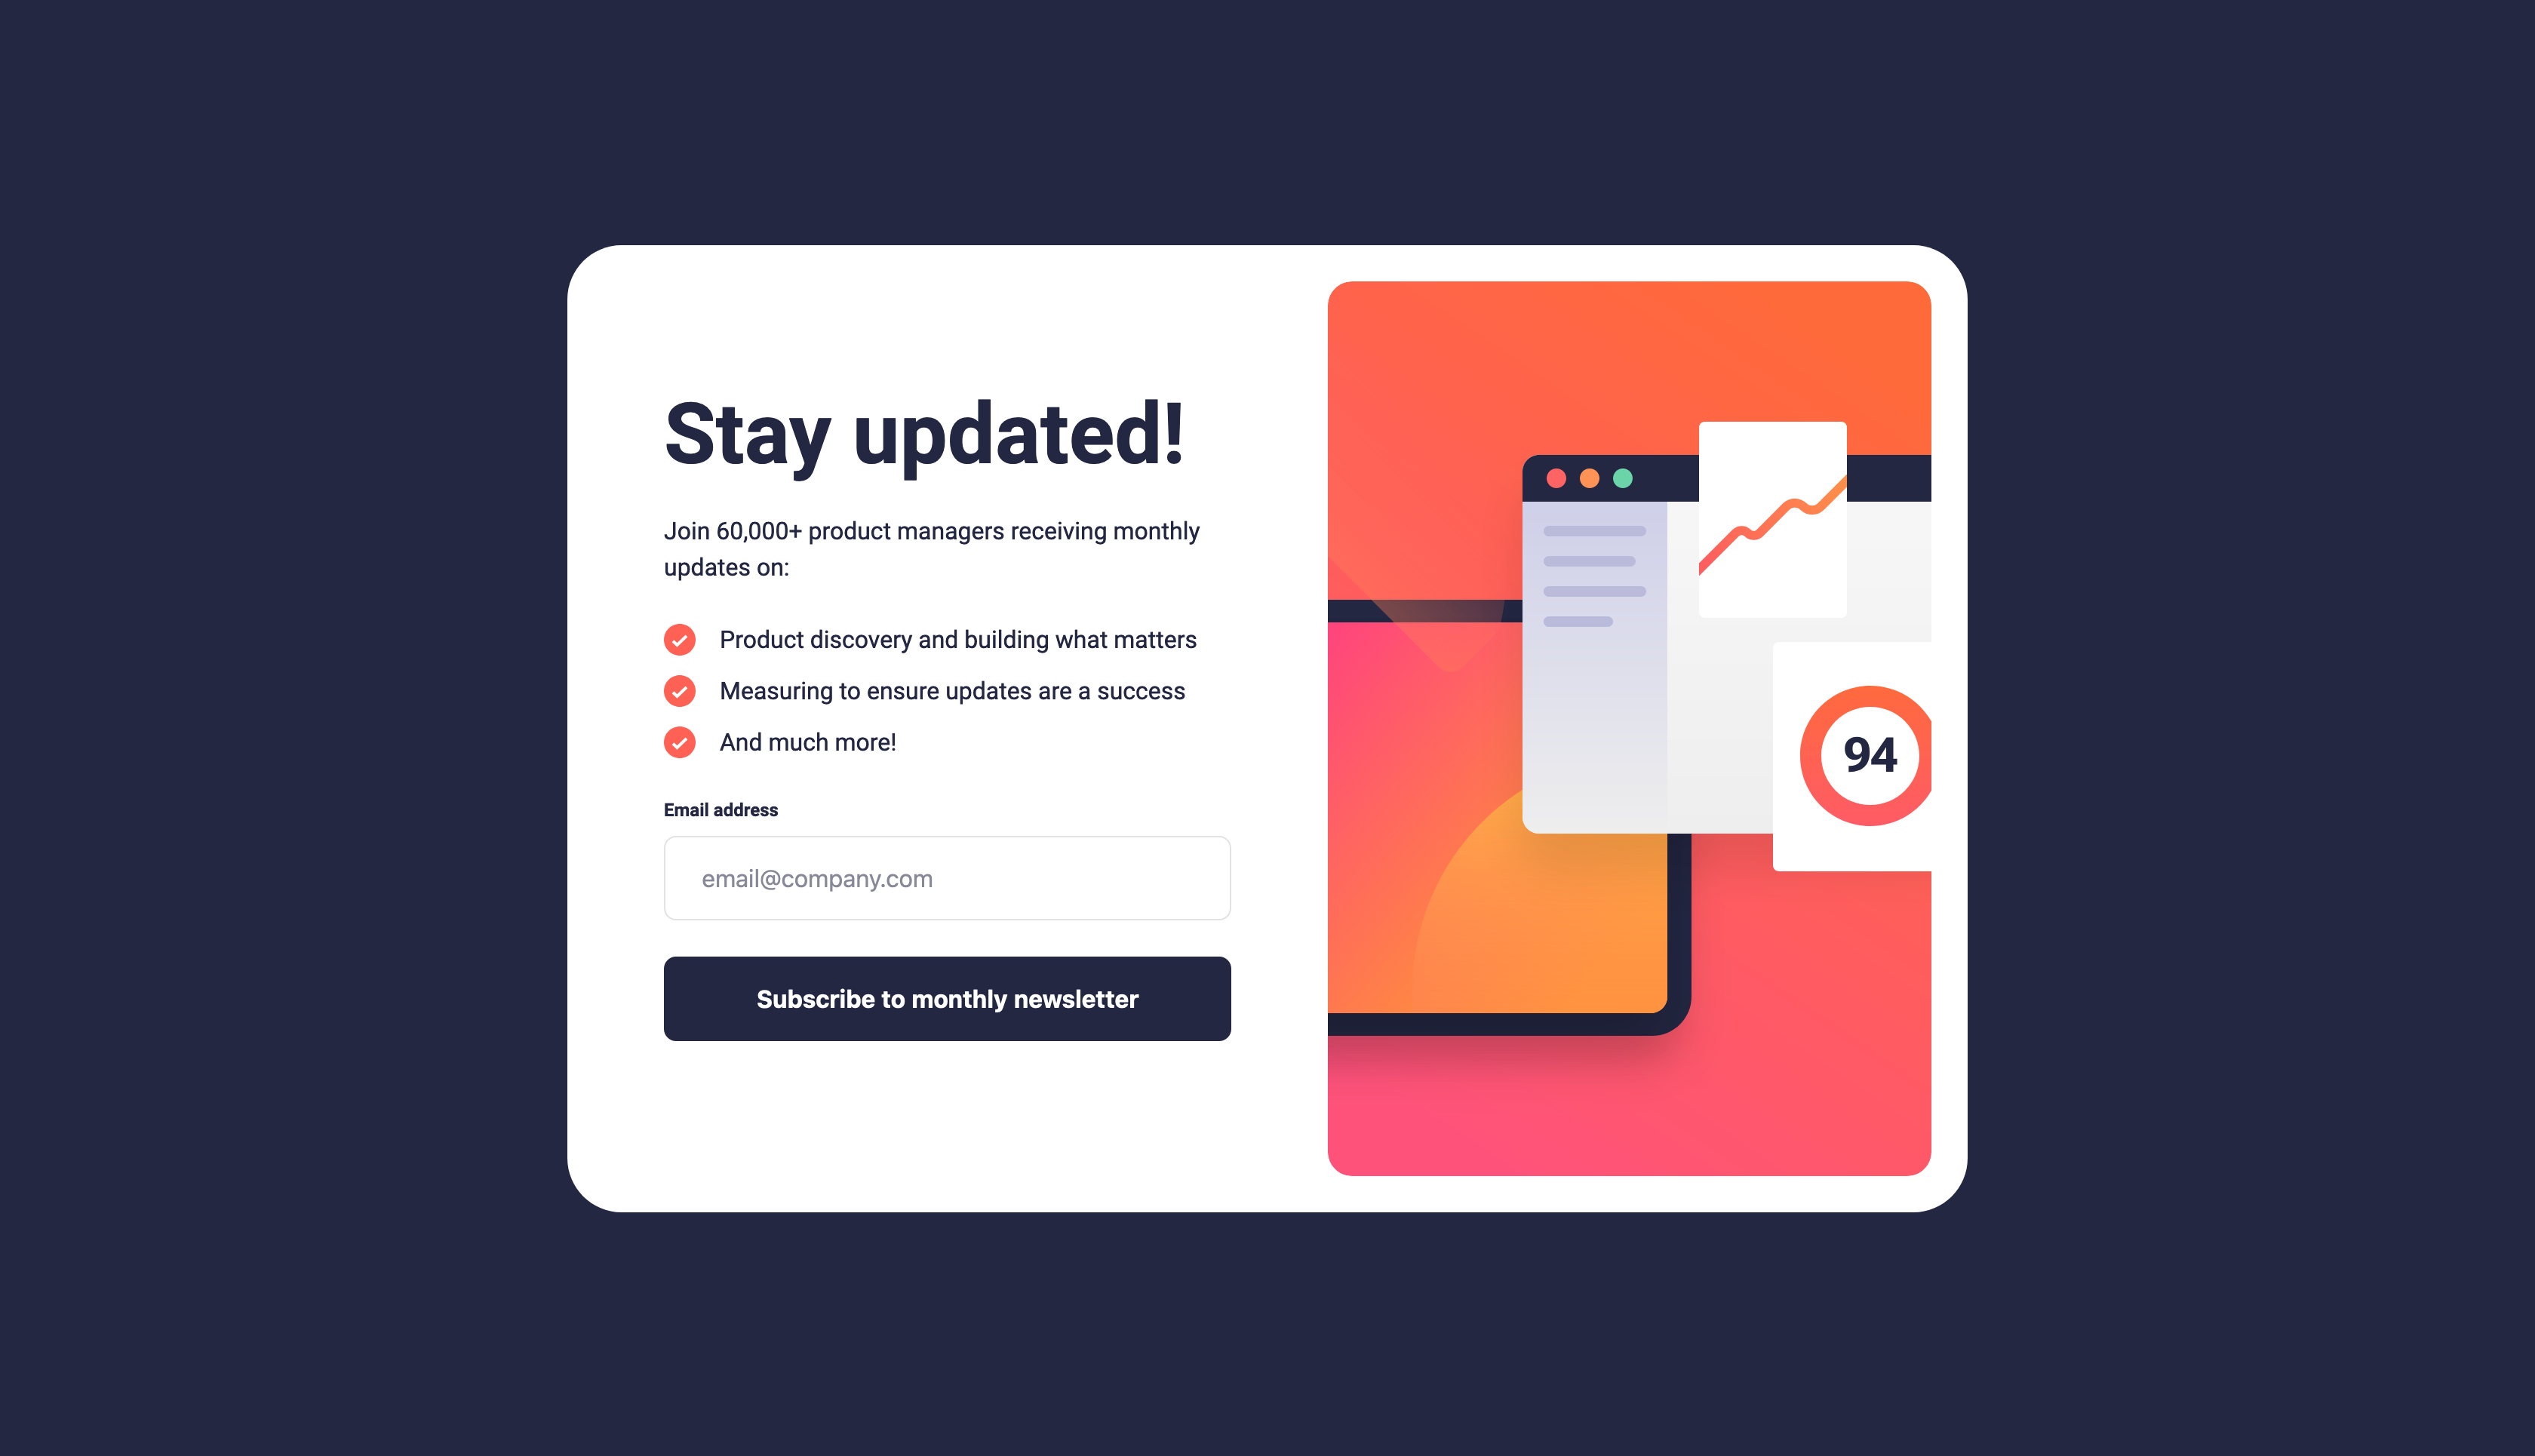 Stay updated!
Join 60,000+ product managers receiving monthly
updates on:
Product discovery and building what matters
Measuring to ensure updates are a success
And much more!
Email address
email@company.com
Subscribe to monthly newsletter
94